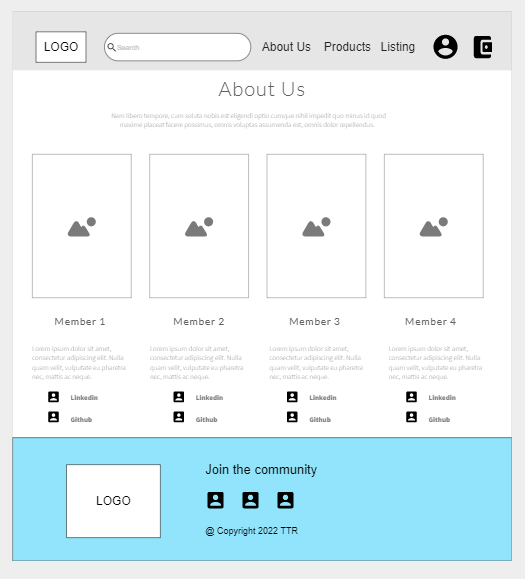 LOGO
Search
About Us
Products
Listing
About Us
Nam libero tempore, cum soluta nobis est eligendi optio cumque nihil impedit quo minus id quod
maxime placeat facere possimus, omnis voluptas assumenda est, omnis dolor repellendus.
Member 1
Member 2
Member 3
Member 4
Lorem ipsum dolor sit amet,
consectetur adipiscing elit. Nulla
quam velit, vulputate eu pharetra
nec, mattis ac neque.
Lorem ipsum dolor sit amet,
consectetur adipiscing elit. Nulla
quam velit, vulputate eu pharetra
nec, mattis ac neque.
Lorem ipsum dolor sit amet,
consectetur adipiscing elit. Nulla
quam velit, vulputate eu pharetra
nec, mattis ac neque.
Lorem ipsum dolor sit amet,
consectetur adipiscing elit. Nulla
quam velit, vulputate eu pharetra
nec, mattis ac neque.
Linkedin
Linkedin
Linkedin
Linkedin
Github
Github
Github
Github
LOGO
Join the community
@ Copyright 2022 TTR